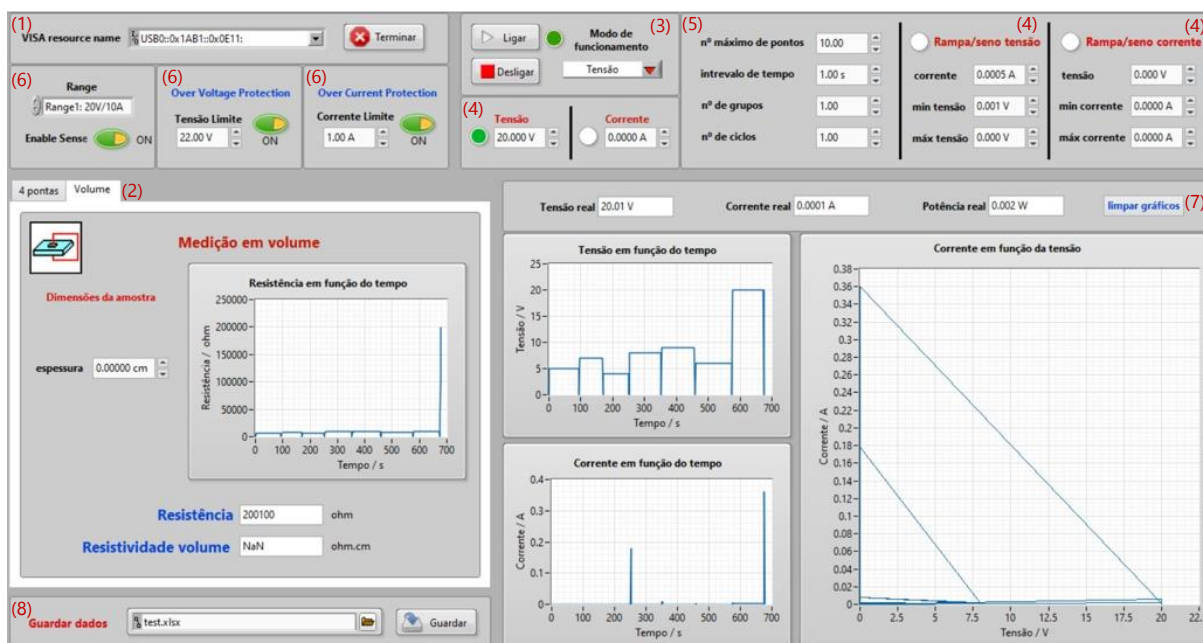 (1)
VISA resource name USB0::0x1AB1::0x0E11: Terminar
(6)
Range
Range1: 20V/10A
Enable Sense ON
(6)
Over Voltage Protection
Tensão Limite
22.00 V ON
(6)
Over Current Protection
Corrente Limite
1.00 A ON
(3)
Ligar
Desligar
Modo de
funcionamento
Tensão
(4)
Tensão
20.000 V
Corrente
0.0000 A
(5)
nº máximo de pontos 10.00
intrevalo de tempo 1.00 s
nº de grupos 1.00
nº de ciclos 1.00
(4)
Rampa/seno tensão
corrente 0.0005 A
min tensão 0.001 V
máx tensão 0.000 V
(4)
Rampa/seno corrente
tensão 0.000 V
min corrente 0.0000 A
máx corrente 0.0000 A
4 pontas Volume (2)
Medição em volume
Dimensões da amostra
espessura 0.00000 cm
Resistência em função do tempo
Resistência / ohm
250000
200000
150000
100000
50000
0
0 100 200 300 400 500 600 700
Tempo / s
Resistência 200100 ohm
Resistividade volume NaN ohm.cm
(8)
Guardar dados test.xlsx Guardar
Tensão real 20.01 V Corrente real 0.0001 A Potência real 0.002 W limpar gráficos (7)
Tensão em função do tempo
Tensão / V
25
20
15
10
5
0
0 100 200 300 400 500 600 700
Tempo / s
Corrente em função do tempo
Corrente / A
0.4
0.3
0.2
0.1
0
0 100 200 300 400 500 600 700
Tempo / s
Corrente em função da tensão
Corrente / A
0.38
0.36
0.34
0.32
0.3
0.28
0.26
0.24
0.22
0.2
0.18
0.16
0.14
0.12
0.1
0.08
0.06
0.04
0.02
0
0 2.5 5 7.5 10 12.5 15 17.5 20
Tensão / V